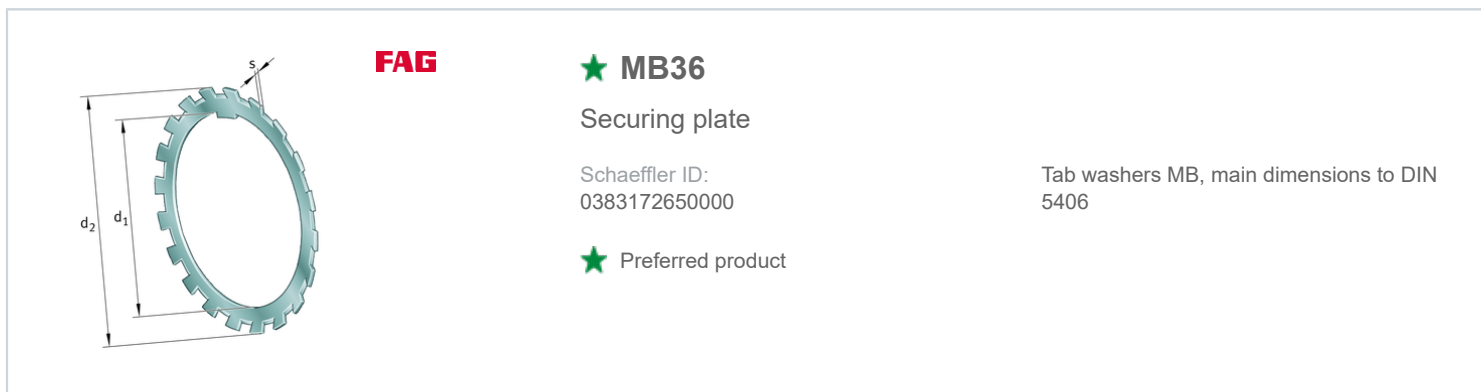 s
d2
d1
FAG
MB36
Securing plate
Schaeffler ID:
0383172650000
Tab washers MB, main dimensions to DIN
5406
Preferred product